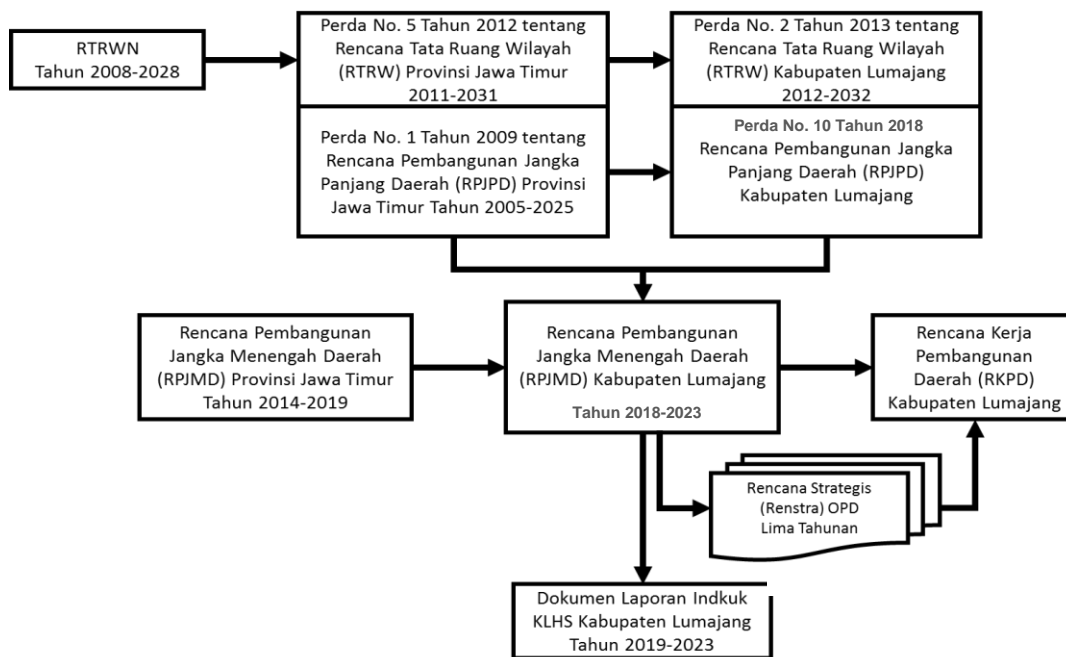 RTRWN
Tahun 2008-2028
Perda No. 5 Tahun 2012 tentang
Rencana Tata Ruang Wilayah
(RTRW) Provinsi Jawa Timur
2011-2031
Perda No. 2 Tahun 2013 tentang
Rencana Tata Ruang Wilayah
(RTRW) Kabupaten Lumajang
2012-2032
Perda No. 1 Tahun 2009 tentang
Rencana Pembangunan Jangka
Panjang Daerah (RPJPD) Provinsi
Jawa Timur Tahun 2005-2025
Perda No. 10 Tahun 2018
Rencana Pembangunan Jangka
Panjang Daerah (RPJPD)
Kabupaten Lumajang
Rencana Pembangunan
Jangka Menengah Daerah
(RPJMD) Provinsi Jawa Timur
Tahun 2014-2019
Rencana Pembangunan
Jangka Menengah Daerah
(RPJMD) Kabupaten Lumajang
Tahun 2018-2023
Rencana Kerja
Pembangunan
Daerah (RKPD)
Kabupaten Lumajang
Rencana Strategis
(Renstra) OPD
Lima Tahunan
Dokumen Laporan Indkuk
KLHS Kabupaten Lumajang
Tahun 2019-2023